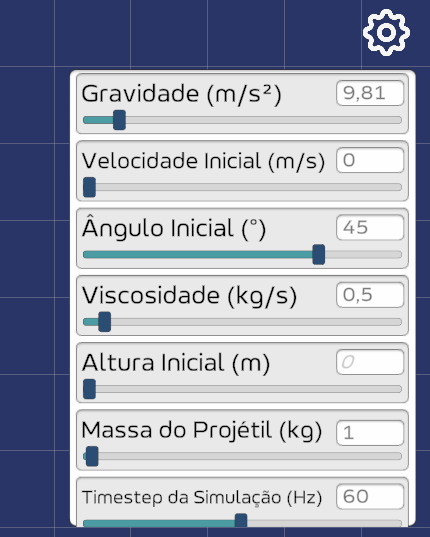 Gravidade (m/s²) 9,81
Velocidade Inicial (m/s) 0
Ângulo Inicial (°) 45
Viscosidade (kg/s) 0,5
Altura Inicial (m) 0
Massa do Projétil (kg) 1
Timestep da Simulação (Hz) 60